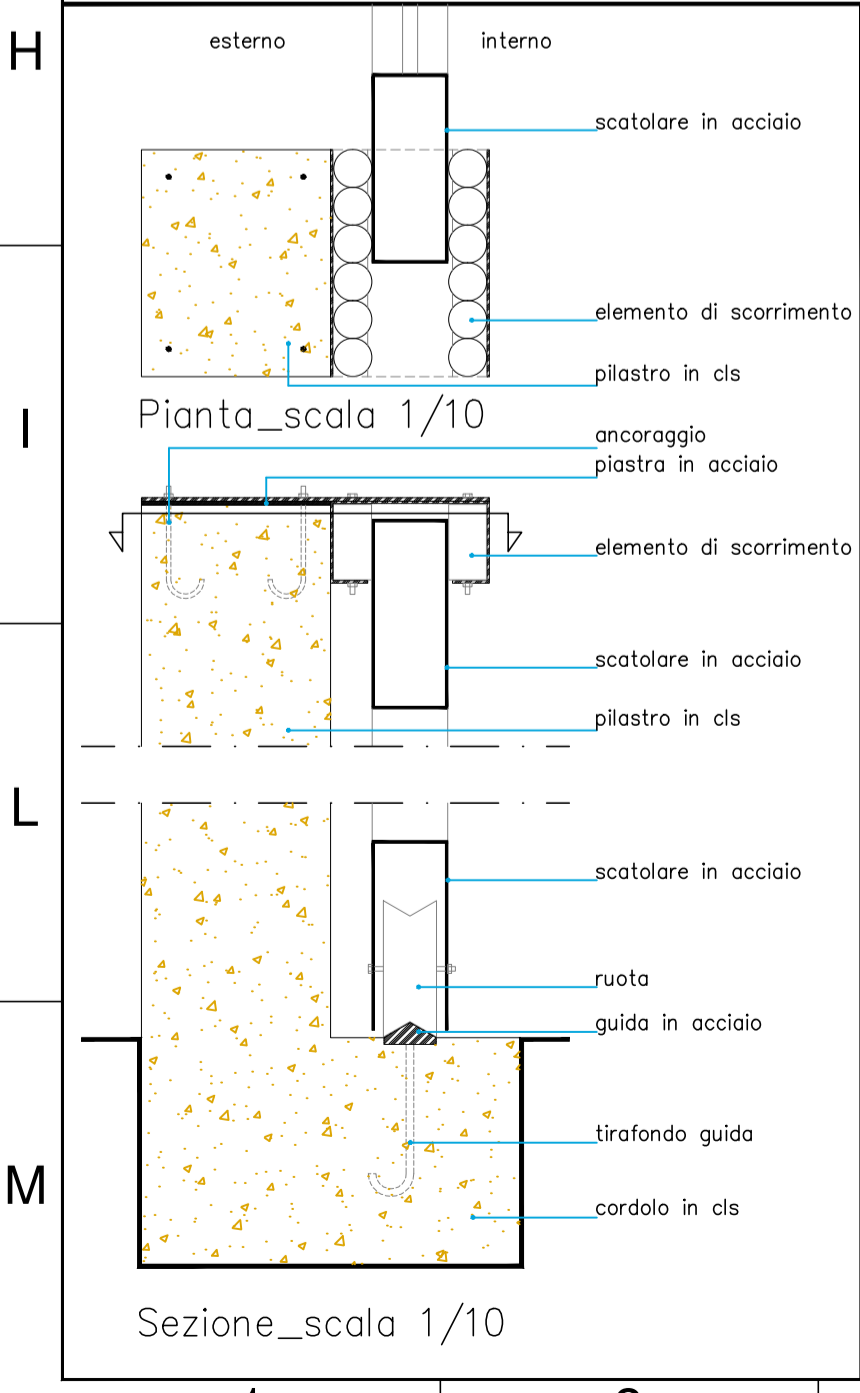 H
esterno
interno
scatolare in acciaio
elemento di scorrimento
pilastro in cls
Pianta_scala 1/10
I
ancoraggio
piastra in acciaio
elemento di scorrimento
scatolare in acciaio
pilastro in cls
L
scatolare in acciaio
ruota
guida in acciaio
tirafondo guida
M
cordolo in cls
Sezione_scala 1/10